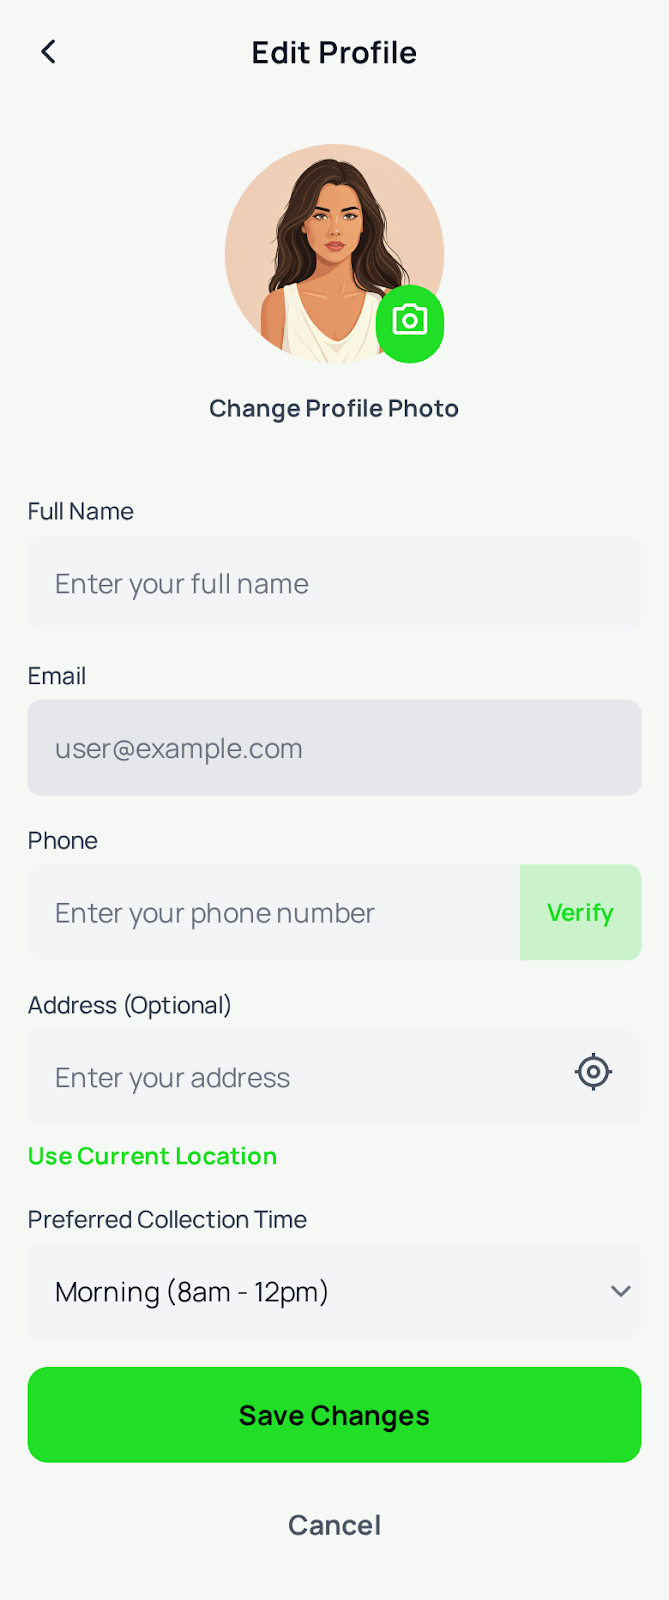 Edit Profile
Change Profile Photo
Full Name
Enter your full name
Email
user@example.com
Phone
Enter your phone number
Verify
Address (Optional)
Enter your address
Use Current Location
Preferred Collection Time
Morning (8am - 12pm)
Save Changes
Cancel